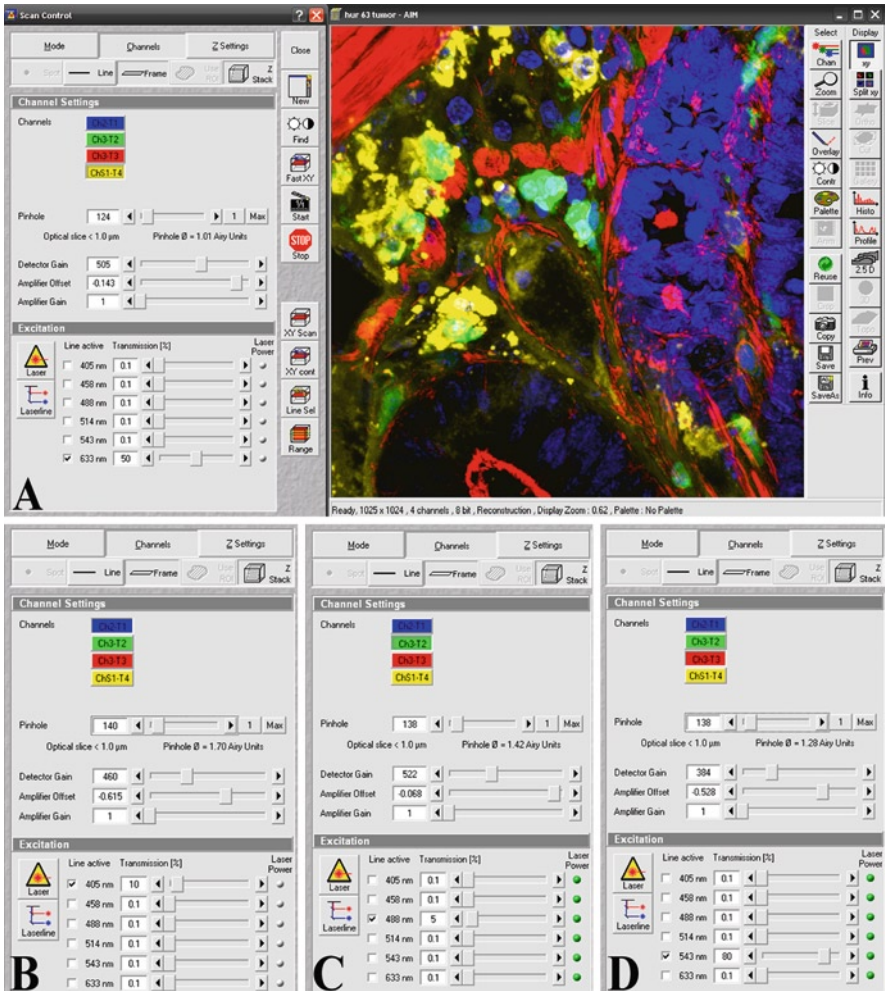 Scan Control
Mode Channels Z Settings
Spot Line Frame Use ROI Z Stack
Channel Settings
Channels Ch2-T1
Ch3-T2
Ch3-T3
ChS1-T4
Pinhole 124 1 Max
Optical slice < 1.0 µm Pinhole Ø = 1.01 Airy Units
Detector Gain 505
Amplifier Offset -0.143
Amplifier Gain 1
Excitation
Line active Transmission [%] Laser Power
405 nm 0.1
458 nm 0.1
488 nm 0.1
514 nm 0.1
543 nm 0.1
633 nm 50
Laser
Laserline
A
Close
New
Find
Fast XY
Start
STOP
Stop
XY Scan
XY cont
Line Sel
Range
hur 63 tumor - AIM
Select
Chan
Zoom
Slice
Overlay
Contr
Palette
Anim
Reuse
Crop
Copy
Save
SaveAs
Display
xy
Split xy
Ortho
Cut
Gallery
Histo
Profile
2.5 D
3D
Topo
Prev
Info
Ready, 1025 x 1024 , 4 channels , 8 bit , Reconstruction , Display Zoom : 0.62 , Palette : No Palette
Mode Channels Z Settings
Spot Line Frame Use ROI Z Stack
Channel Settings
Channels Ch2-T1
Ch3-T2
Ch3-T3
ChS1-T4
Pinhole 140 1 Max
Optical slice < 1.0 µm Pinhole Ø = 1.70 Airy Units
Detector Gain 460
Amplifier Offset -0.615
Amplifier Gain 1
Excitation
Line active Transmission [%] Laser Power
405 nm 10
458 nm 0.1
488 nm 0.1
514 nm 0.1
543 nm 0.1
633 nm 0.1
Laser
Laserline
B
Mode Channels Z Settings
Spot Line Frame Use ROI Z Stack
Channel Settings
Channels Ch2-T1
Ch3-T2
Ch3-T3
ChS1-T4
Pinhole 138 1 Max
Optical slice < 1.0 µm Pinhole Ø = 1.42 Airy Units
Detector Gain 522
Amplifier Offset -0.068
Amplifier Gain 1
Excitation
Line active Transmission [%] Laser Power
405 nm 0.1
458 nm 0.1
488 nm 5
514 nm 0.1
543 nm 0.1
633 nm 0.1
Laser
Laserline
C
Mode Channels Z Settings
Spot Line Frame Use ROI Z Stack
Channel Settings
Channels Ch2-T1
Ch3-T2
Ch3-T3
ChS1-T4
Pinhole 138 1 Max
Optical slice < 1.0 µm Pinhole Ø = 1.28 Airy Units
Detector Gain 384
Amplifier Offset -0.528
Amplifier Gain 1
Excitation
Line active Transmission [%] Laser Power
405 nm 0.1
458 nm 0.1
488 nm 0.1
514 nm 0.1
543 nm 80
633 nm 0.1
Laser
Laserline
D